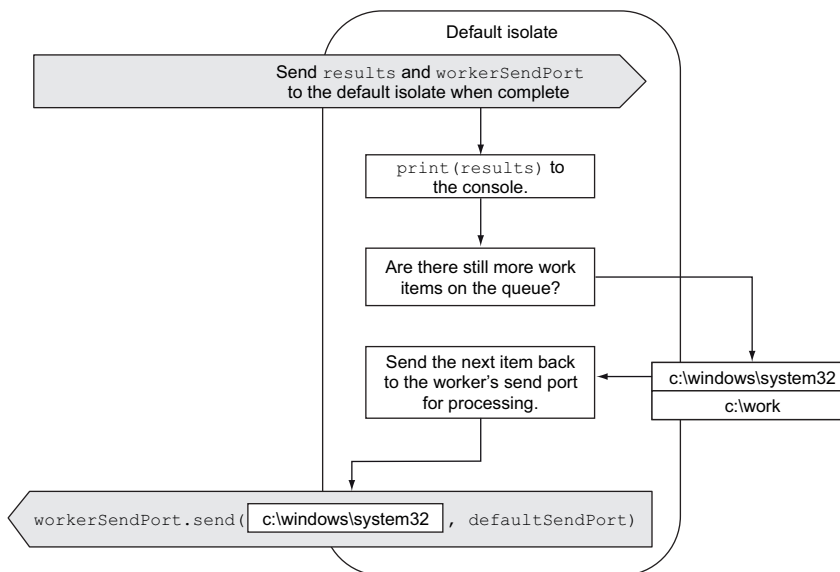 Default isolate
Send results and workerSendPort
to the default isolate when complete
print(results) to
the console.
Are there still more work
items on the queue?
Send the next item back
to the worker's send port
for processing.
c:\windows\system32
c:\work
workerSendPort.send( c:\windows\system32 , defaultSendPort)